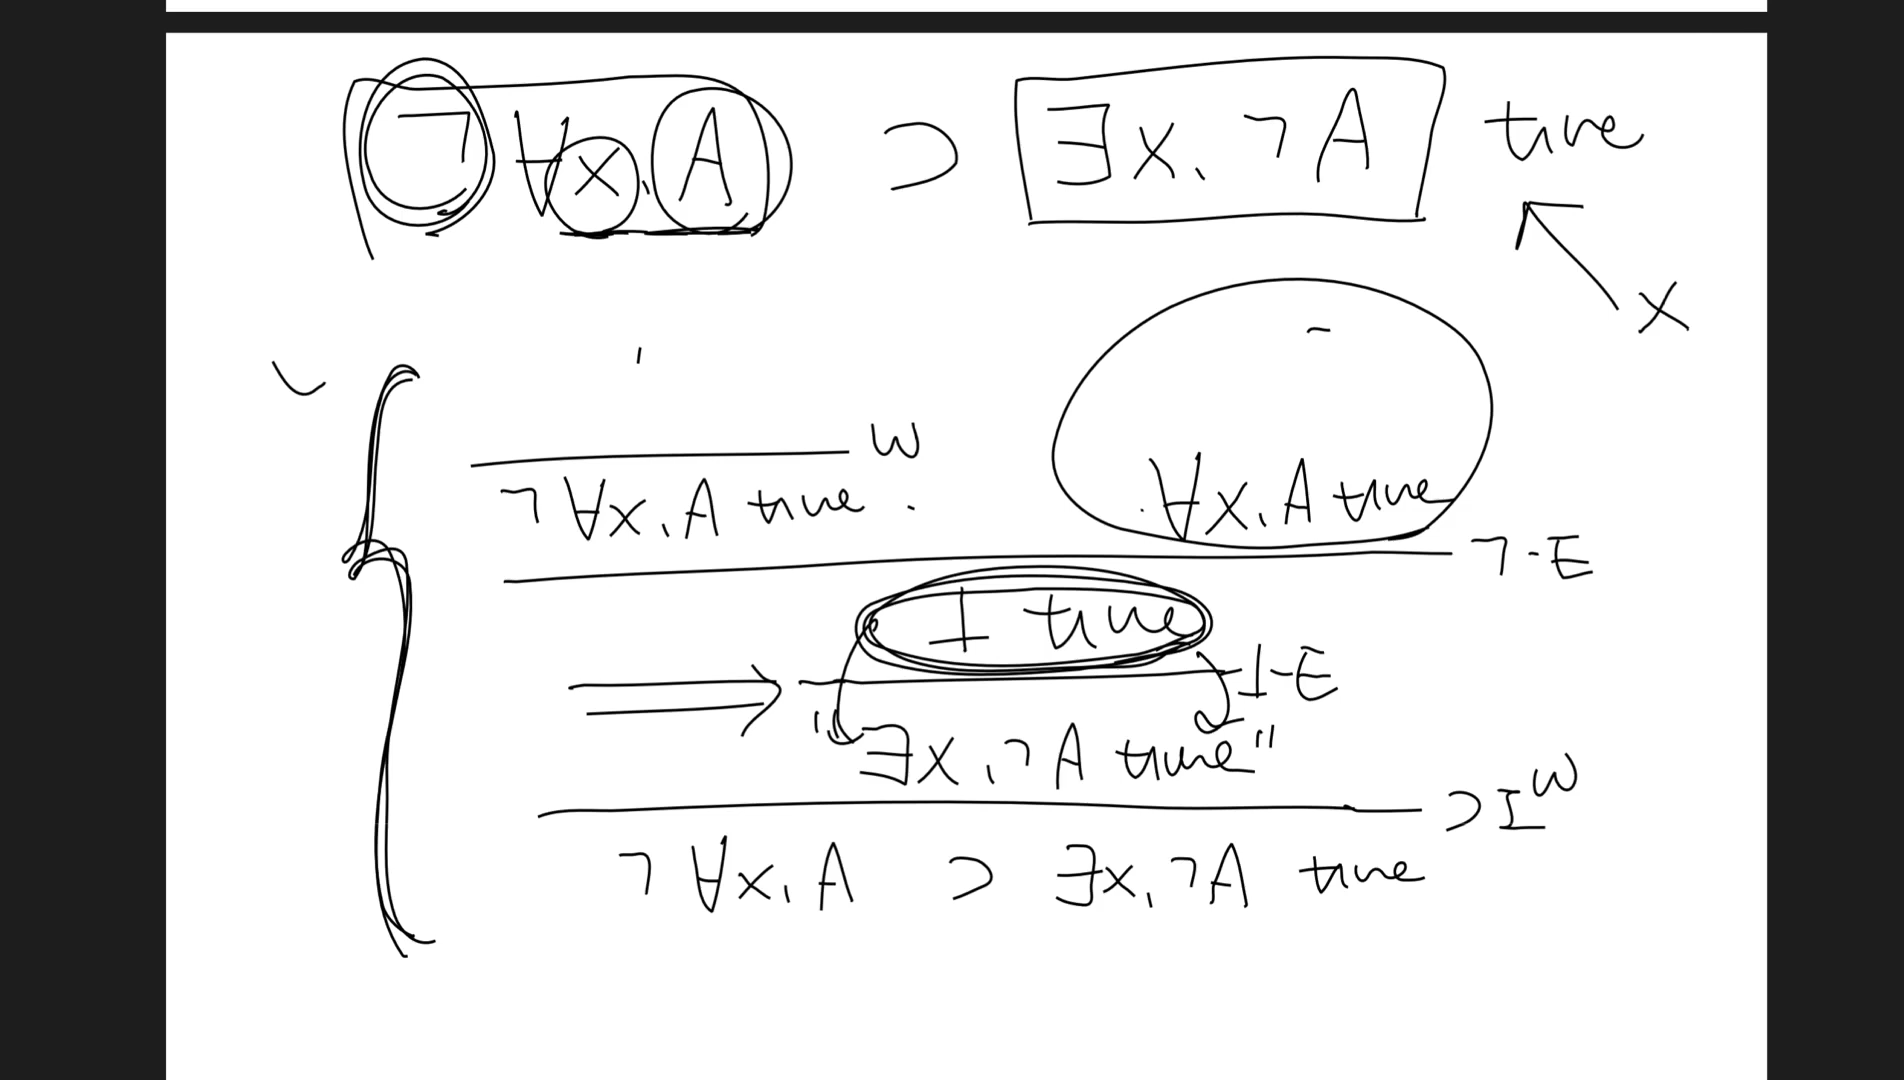 ¬∀x.A ⊃ ∃x.¬A true
x
w
¬∀x.A true
∀x.A true
¬-E
⊥ true
⊥-E
"∃x.¬A true"
⊃I^w
¬∀x.A ⊃ ∃x.¬A true